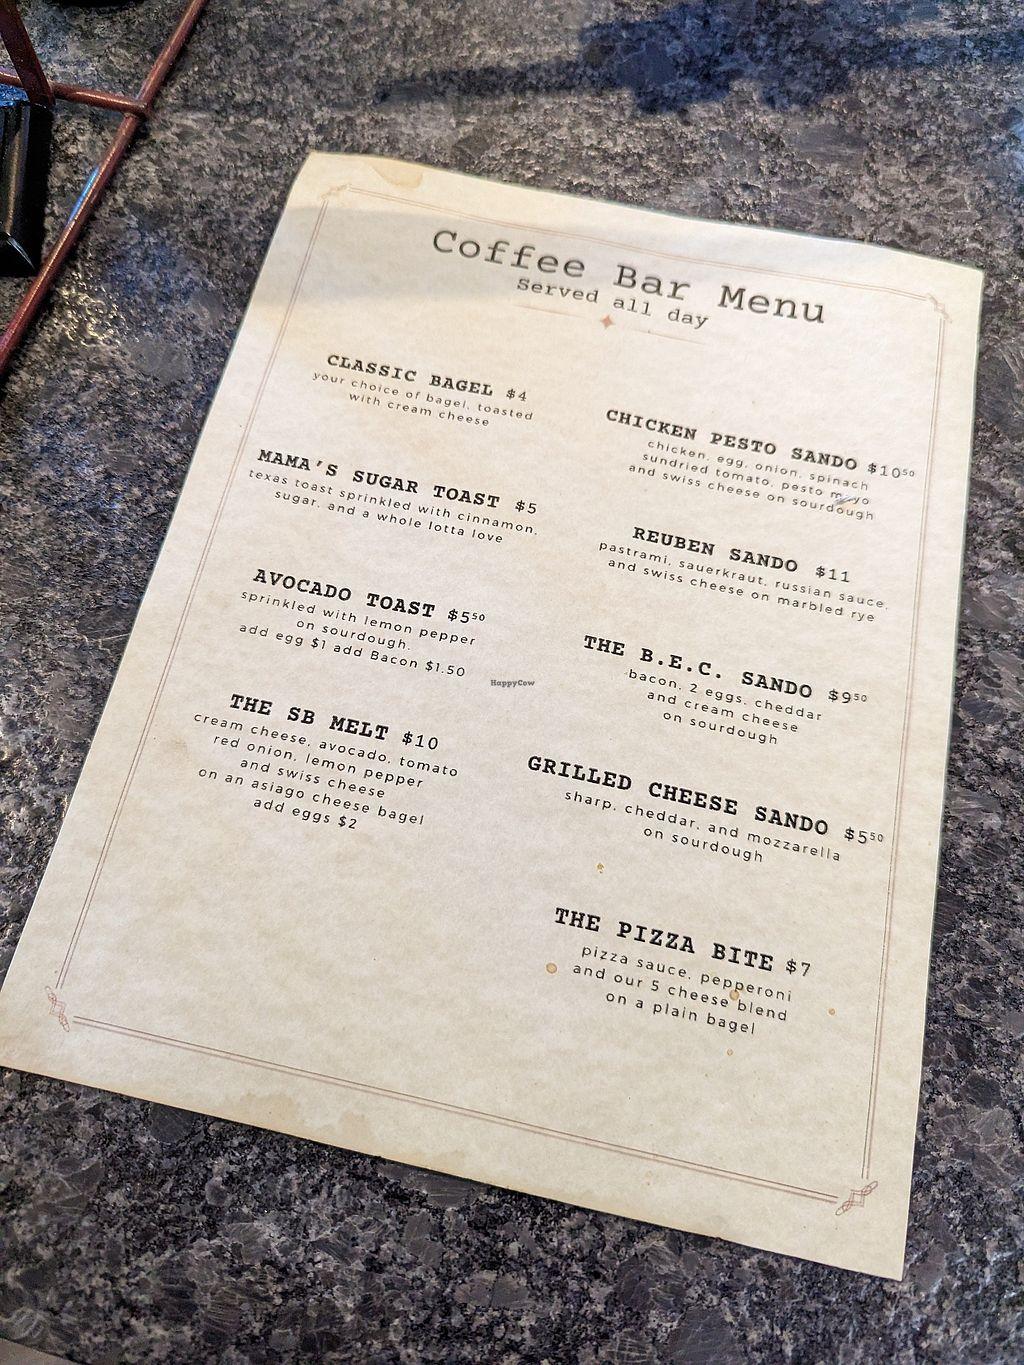 Coffee Bar Menu
Served all day
CLASSIC BAGEL $4
your choice of bagel, toasted
with cream cheese
MAMA'S SUGAR TOAST $5
texas toast sprinkled with cinnamon,
sugar, and a whole lotta love
AVOCADO TOAST $5⁵⁰
sprinkled with lemon pepper
on sourdough.
add egg $1 add Bacon $1.50
THE SB MELT $10
cream cheese, avocado, tomato
red onion, lemon pepper
and swiss cheese
on an asiago cheese bagel
add eggs $2
CHICKEN PESTO SANDO $10⁵⁰
chicken, egg, onion, spinach
sundried tomato, pesto mayo
and swiss cheese on sourdough
REUBEN SANDO $11
pastrami, sauerkraut, russian sauce,
and swiss cheese on marbled rye
THE B.E.C. SANDO $9⁵⁰
bacon, 2 eggs, cheddar
and cream cheese
on sourdough
GRILLED CHEESE SANDO $5⁵⁰
sharp, cheddar, and mozzarella
on sourdough
THE PIZZA BITE $7
pizza sauce, pepperoni
and our 5 cheese blend
on a plain bagel
HappyCow